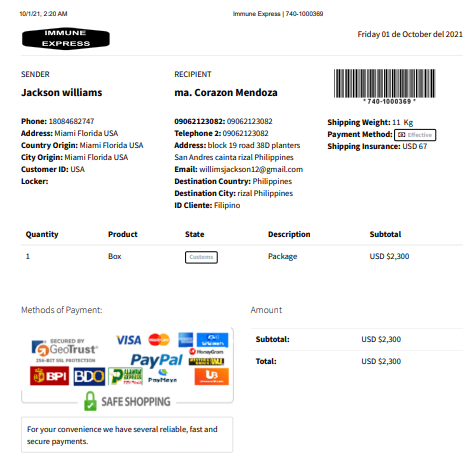 10/1/21, 2:20 AM Immune Express | 740-1000369
IMMUNE
EXPRESS
Friday 01 de October del 2021
SENDER RECIPIENT
Jackson williams ma. Corazon Mendoza
*740-1000369*
Phone: 18084682747 09062123082: 09062123082 Shipping Weight: 11 Kg
Address: Miami Florida USA Telephone 2: 09062123082 Payment Method: Effective
Country Origin: Miami Florida USA Address: block 19 road 38D planters Shipping Insurance: USD 67
City Origin: Miami Florida USA San Andres cainta rizal Philippines
Customer ID: USA Email: willimsjackson12@gmail.com
Locker: Destination Country: Philippines
Destination City: rizal Philippines
ID Cliente: Filipino
Quantity Product State Description Subtotal
1 Box Customs Package USD $2,300
Methods of Payment: Amount
SECURED BY
GeoTrust
256-BIT SSL PROTECTION
VISA
MoneyGram
PayPal
BPI BDO PayMaya UB
SAFE SHOPPING
Subtotal: USD $2,300
Total: USD $2,300
For your convenience we have several reliable, fast and
secure payments.